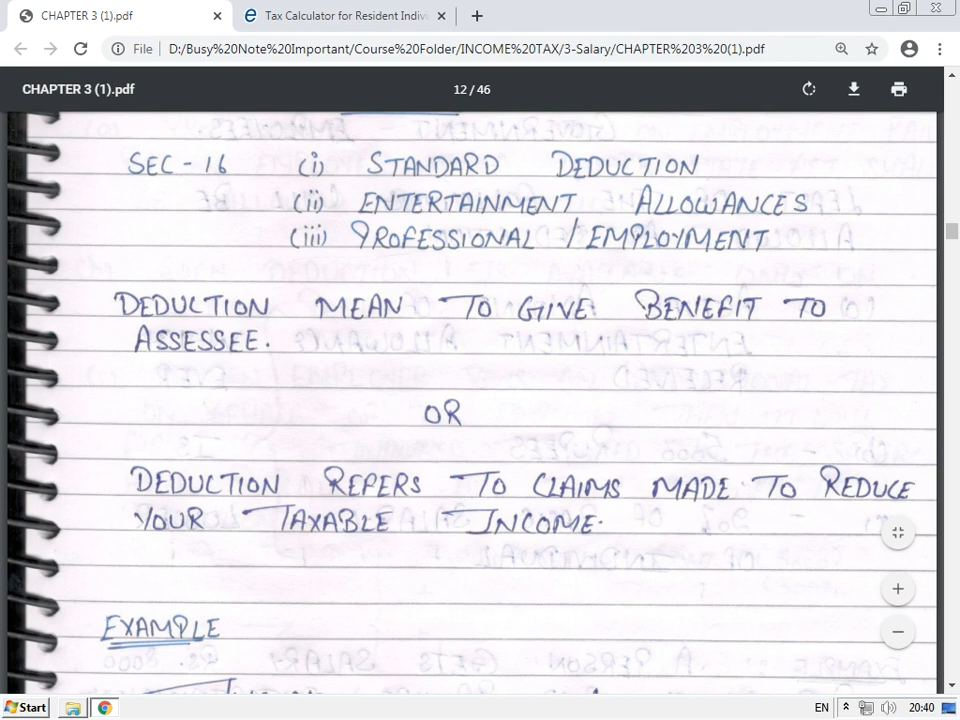 CHAPTER 3 (1).pdf
Tax Calculator for Resident Indivi
File
D:/Busy%20Note%20Important/Course%20Folder/INCOME%20TAX/3-Salary/CHAPTER%203%20(1).pdf
CHAPTER 3 (1).pdf
12 / 46
SEC - 16 (i) STANDARD DEDUCTION
(ii) ENTERTAINMENT ALLOWANCES
(iii) PROFESSIONAL / EMPLOYMENT
DEDUCTION MEAN TO GIVE BENEFIT TO
ASSESSEE.
OR
DEDUCTION REFERS TO CLAIMS MADE TO REDUCE
YOUR TAXABLE INCOME.
EXAMPLE
Start
EN
20:40